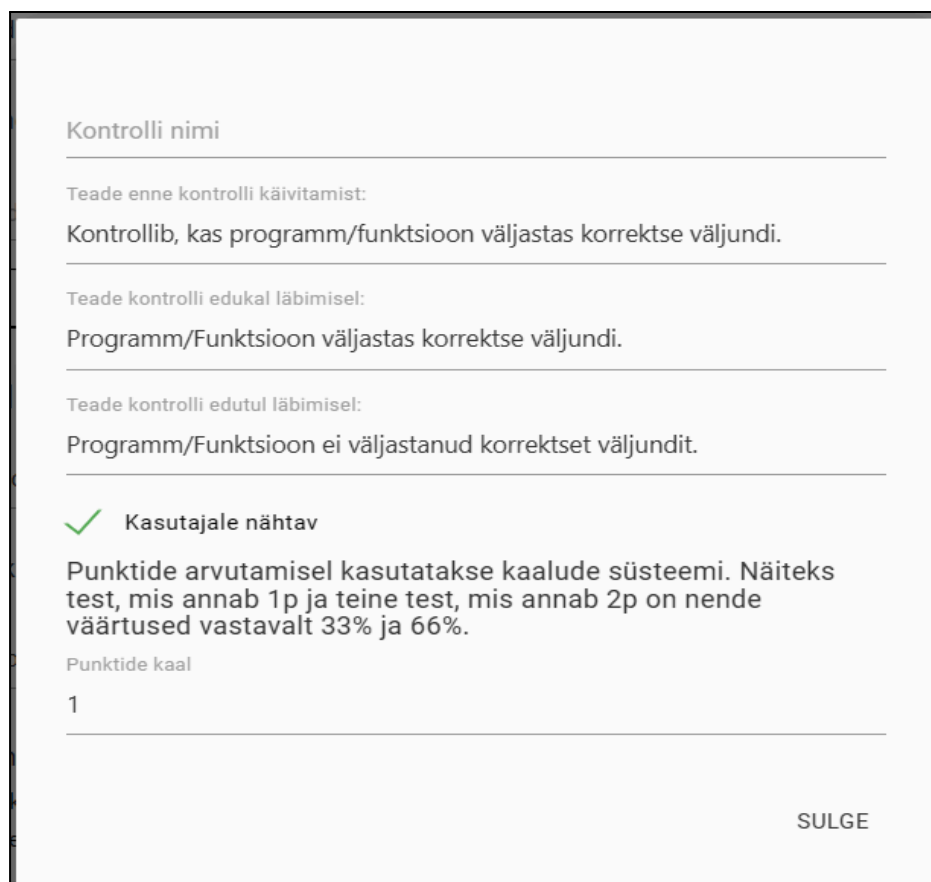 Kontrolli nimi
Teade enne kontrolli käivitamist:
Kontrollib, kas programm/funktsioon väljastas korrektse väljundi.
Teade kontrolli edukal läbimisel:
Programm/Funktsioon väljastas korrektse väljundi.
Teade kontrolli edutul läbimisel:
Programm/Funktsioon ei väljastanud korrektset väljundit.
Kasutajale nähtav
Punktide arvutamisel kasutatakse kaalude süsteemi. Näiteks
test, mis annab 1p ja teine test, mis annab 2p on nende
väärtused vastavalt 33% ja 66%.
Punktide kaal
1
SULGE